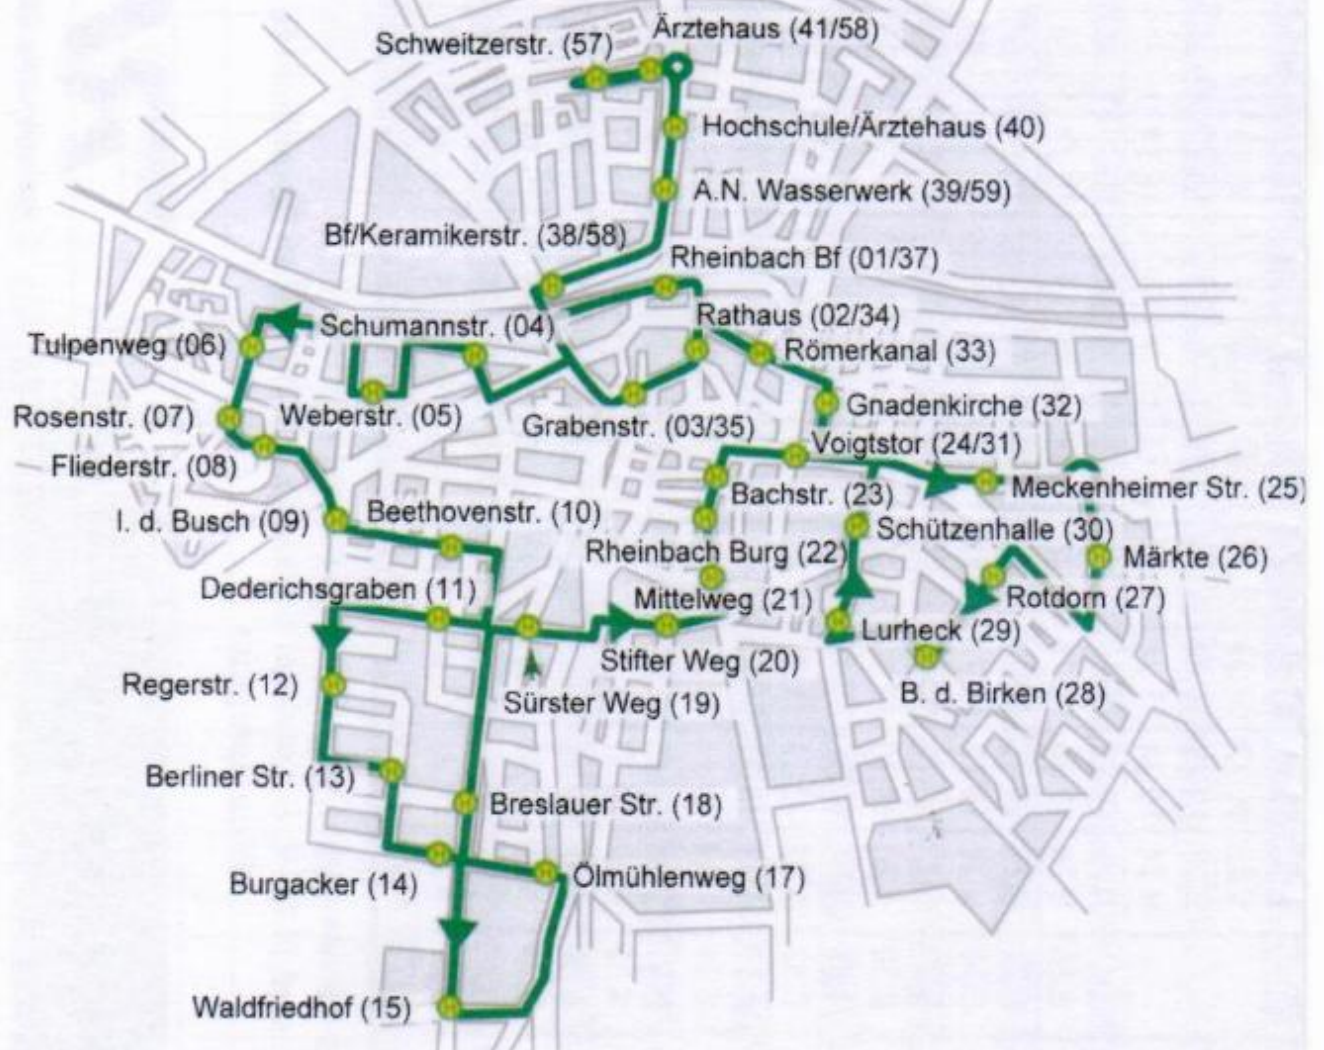 Ärztehaus (41/58)
Schweitzerstr. (57)
Hochschule/Ärztehaus (40)
A.N. Wasserwerk (39/59)
Bf/Keramikerstr. (38/58)
Rheinbach Bf (01/37)
Rathaus (02/34)
Schumannstr. (04)
Tulpenweg (06)
Römerkanal (33)
Rosenstr. (07)
Weberstr. (05)
Gnadenkirche (32)
Grabenstr. (03/35)
Voigtstor (24/31)
Fliederstr. (08)
Meckenheimer Str. (25)
Bachstr. (23)
I. d. Busch (09)
Beethovenstr. (10)
Schützenhalle (30)
Rheinbach Burg (22)
Märkte (26)
Dederichsgraben (11)
Mittelweg (21)
Rotdorn (27)
Lurheck (29)
Stifter Weg (20)
Regerstr. (12)
Sürster Weg (19)
B. d. Birken (28)
Berliner Str. (13)
Breslauer Str. (18)
Burgacker (14)
Ölmühlenweg (17)
Waldfriedhof (15)